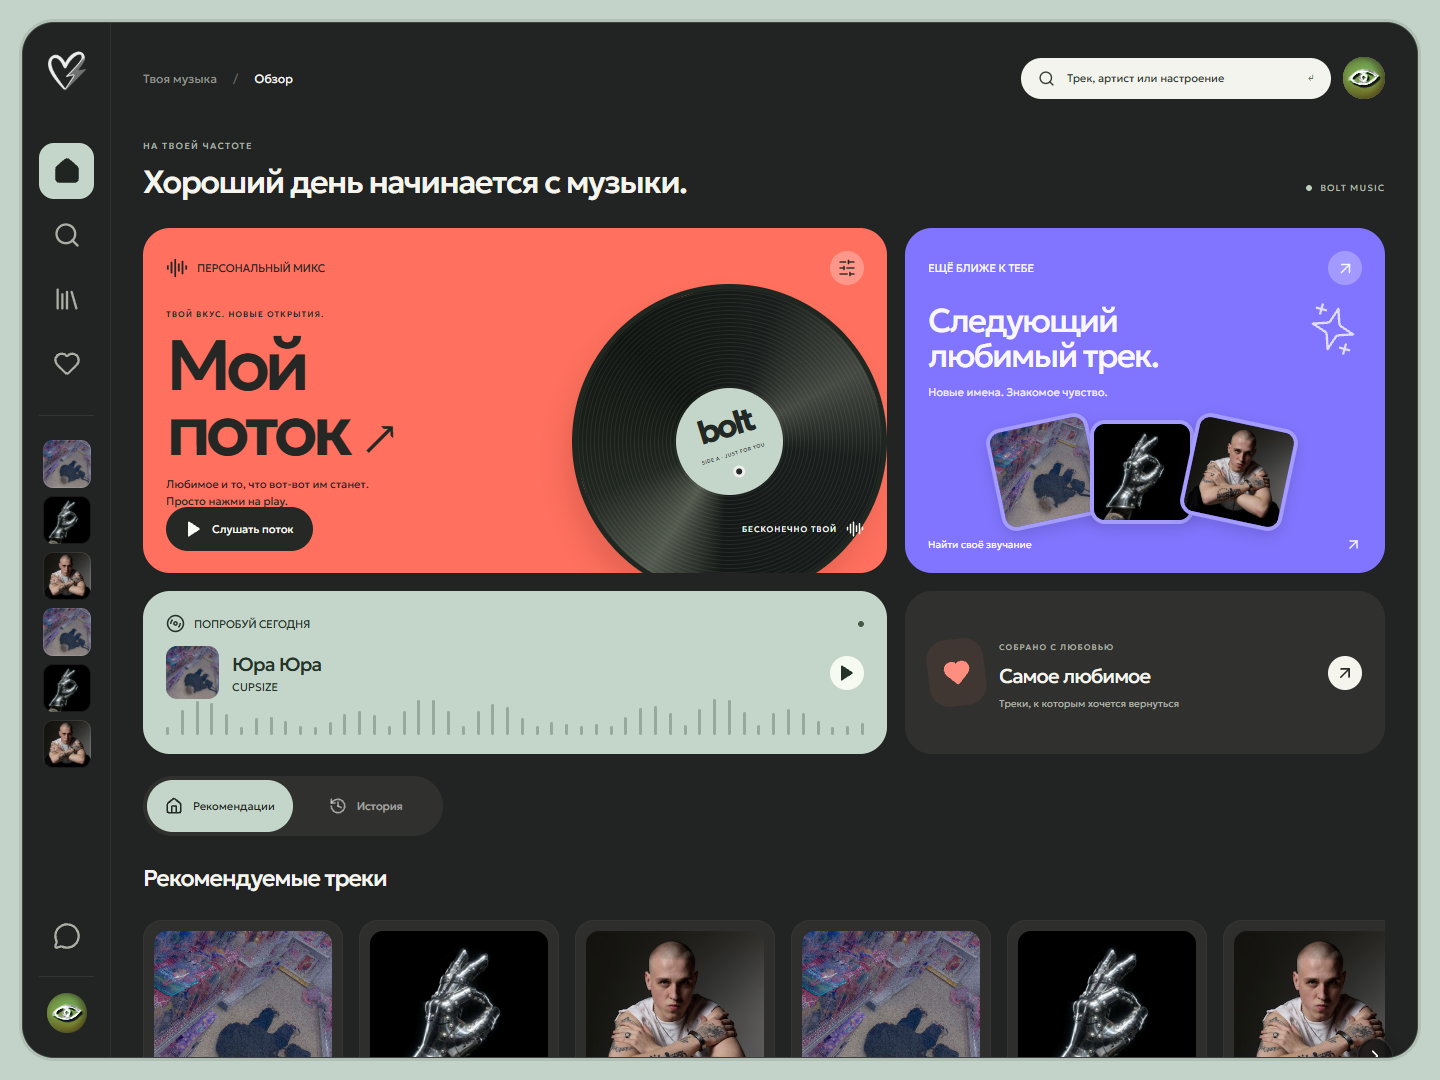 Твоя музыка / Обзор
Трек, артист или настроение
НА ТВОЕЙ ЧАСТОТЕ
Хороший день начинается с музыки.
BOLT MUSIC
ПЕРСОНАЛЬНЫЙ МИКС
ТВОЙ ВКУС. НОВЫЕ ОТКРЫТИЯ.
Мой
поток ↗
Любимое и то, что вот-вот им станет.
Просто нажми на play.
Слушать поток
bolt
SIDE A · JUST FOR YOU
БЕСКОНЕЧНО ТВОЙ
ЕЩЁ БЛИЖЕ К ТЕБЕ
Следующий
любимый трек.
Новые имена. Знакомое чувство.
Найти своё звучание
ПОПРОБУЙ СЕГОДНЯ
Юра Юра
CUPSIZE
СОБРАНО С ЛЮБОВЬЮ
Самое любимое
Треки, к которым хочется вернуться
Рекомендации
История
Рекомендуемые треки